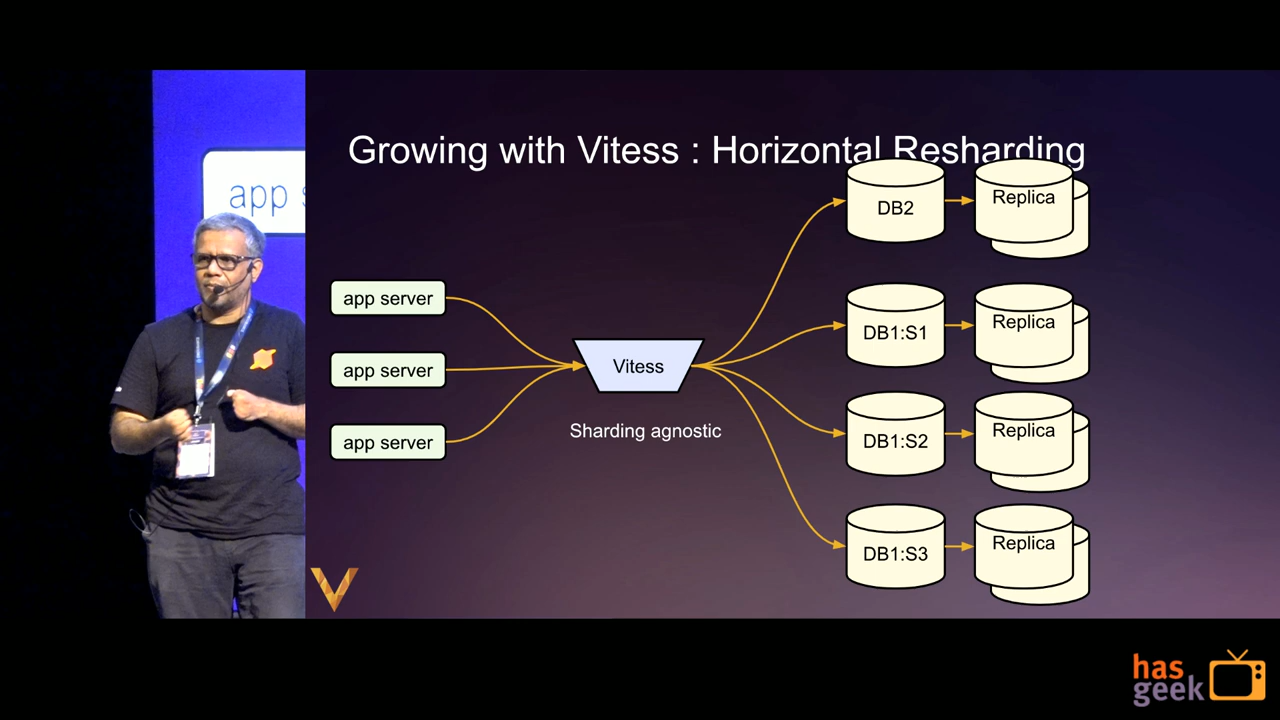 Growing with Vitess : Horizontal Resharding
app s
app server
app server
app server
Vitess
Sharding agnostic
DB2
Replica
DB1:S1
Replica
DB1:S2
Replica
DB1:S3
Replica
has
geek